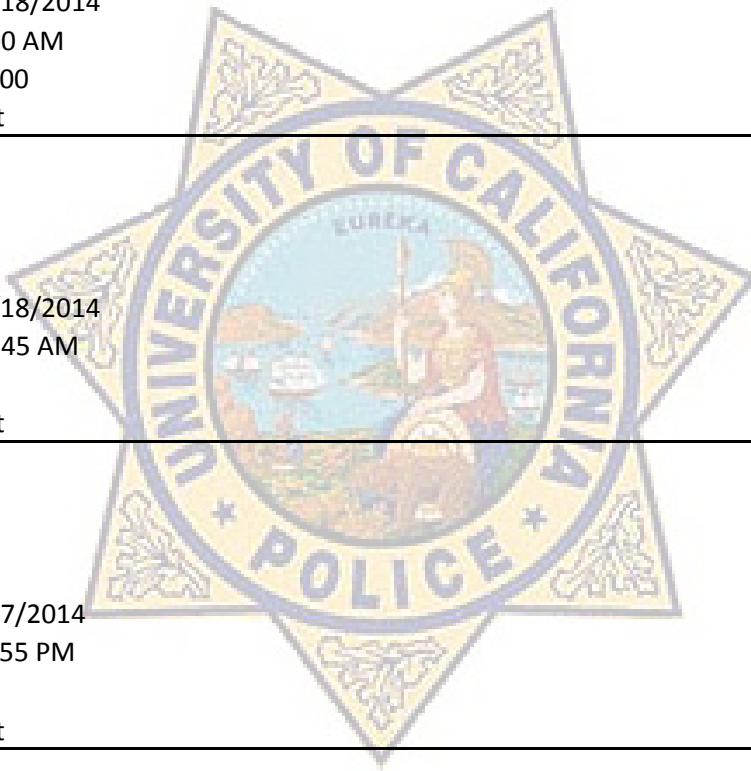 18/2014
0 AM
00
t
UNIVERSITY OF CALIFORNIA
EUREKA
18/2014
45 AM
t
7/2014
POLICE
55 PM
t